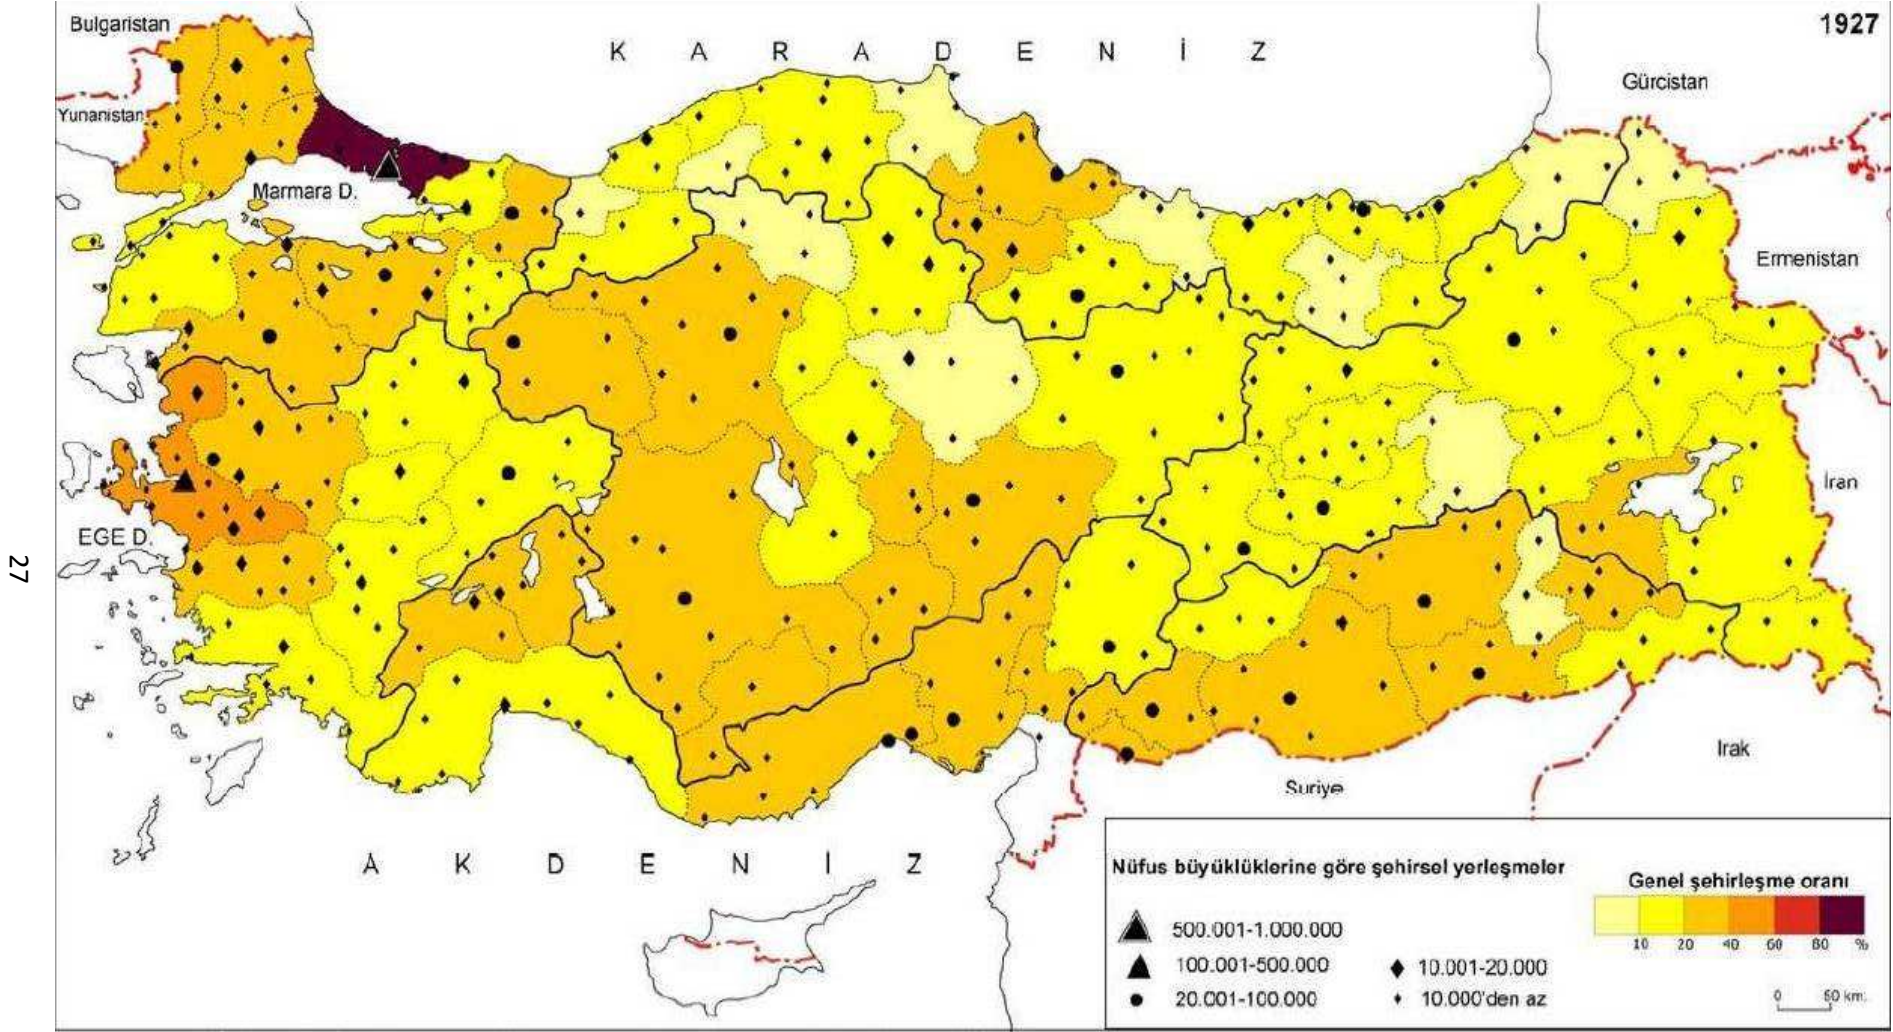 Bulgaristan
1927
K A R A D E N İ Z
Gürcistan
Yunanistan
Marmara D.
Ermenistan
İran
EGE D.
27
Irak
Suriye
A K D E N İ Z
Nüfus büyüklüklerine göre şehirsel yerleşmeler
Genel şehirleşme oranı
500.001-1.000.000
10 20 40 60 80 %
100.001-500.000
10.001-20.000
20.001-100.000
10.000'den az
0 50 km.